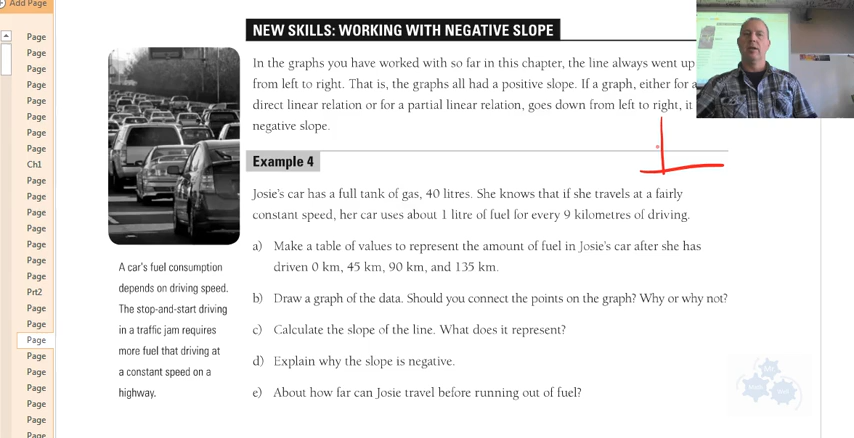 Add Page
NEW SKILLS: WORKING WITH NEGATIVE SLOPE
In the graphs you have worked with so far in this chapter, the line always went up
from left to right. That is, the graphs all had a positive slope. If a graph, either for a
direct linear relation or for a partial linear relation, goes down from left to right, it
negative slope.
Example 4
Josie's car has a full tank of gas, 40 litres. She knows that if she travels at a fairly
constant speed, her car uses about 1 litre of fuel for every 9 kilometres of driving.
a) Make a table of values to represent the amount of fuel in Josie's car after she has
driven 0 km, 45 km, 90 km, and 135 km.
b) Draw a graph of the data. Should you connect the points on the graph? Why or why not?
c) Calculate the slope of the line. What does it represent?
d) Explain why the slope is negative.
e) About how far can Josie travel before running out of fuel?
A car's fuel consumption
depends on driving speed.
The stop-and-start driving
in a traffic jam requires
more fuel that driving at
a constant speed on a
highway.
Page
Page
Page
Page
Page
Page
Page
Page
Ch1
Page
Page
Page
Page
Page
Page
Page
Prt2
Page
Page
Page
Page
Page
Page
Page
Page
Page